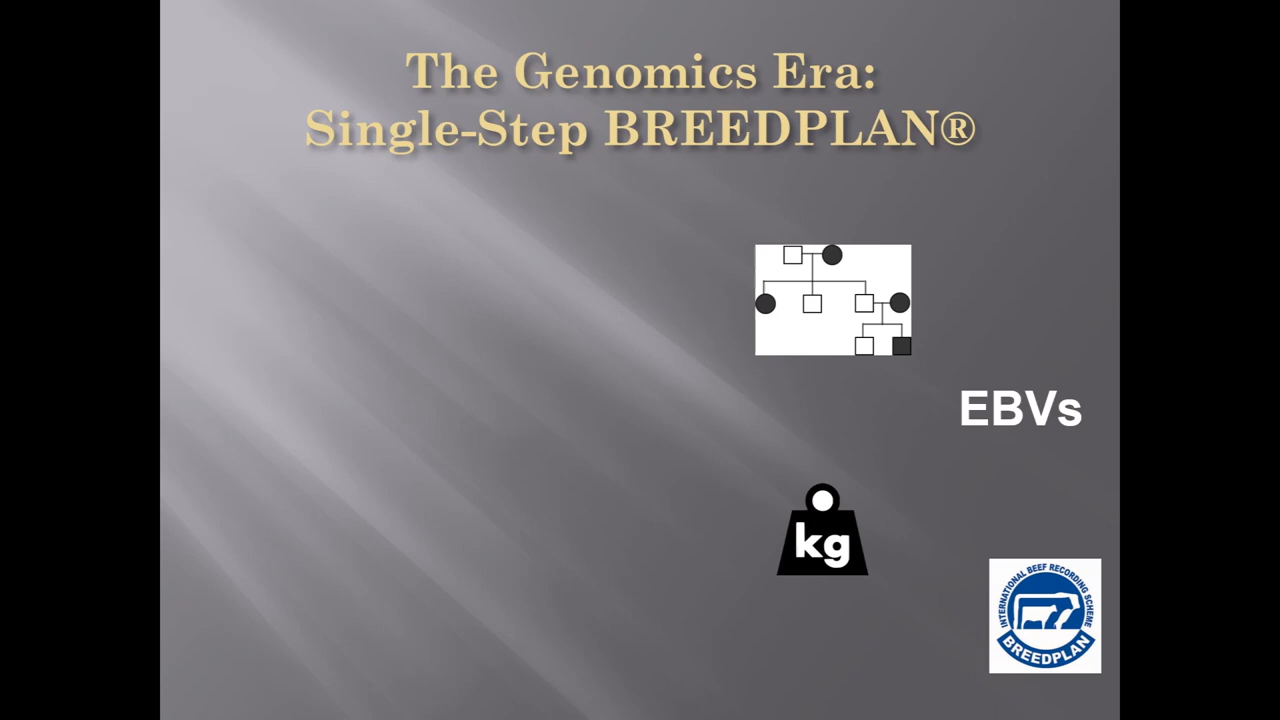 The Genomics Era:
Single-Step BREEDPLAN®
EBVs
kg
INTERNATIONAL BEEF RECORDING SCHEME
BREEDPLAN